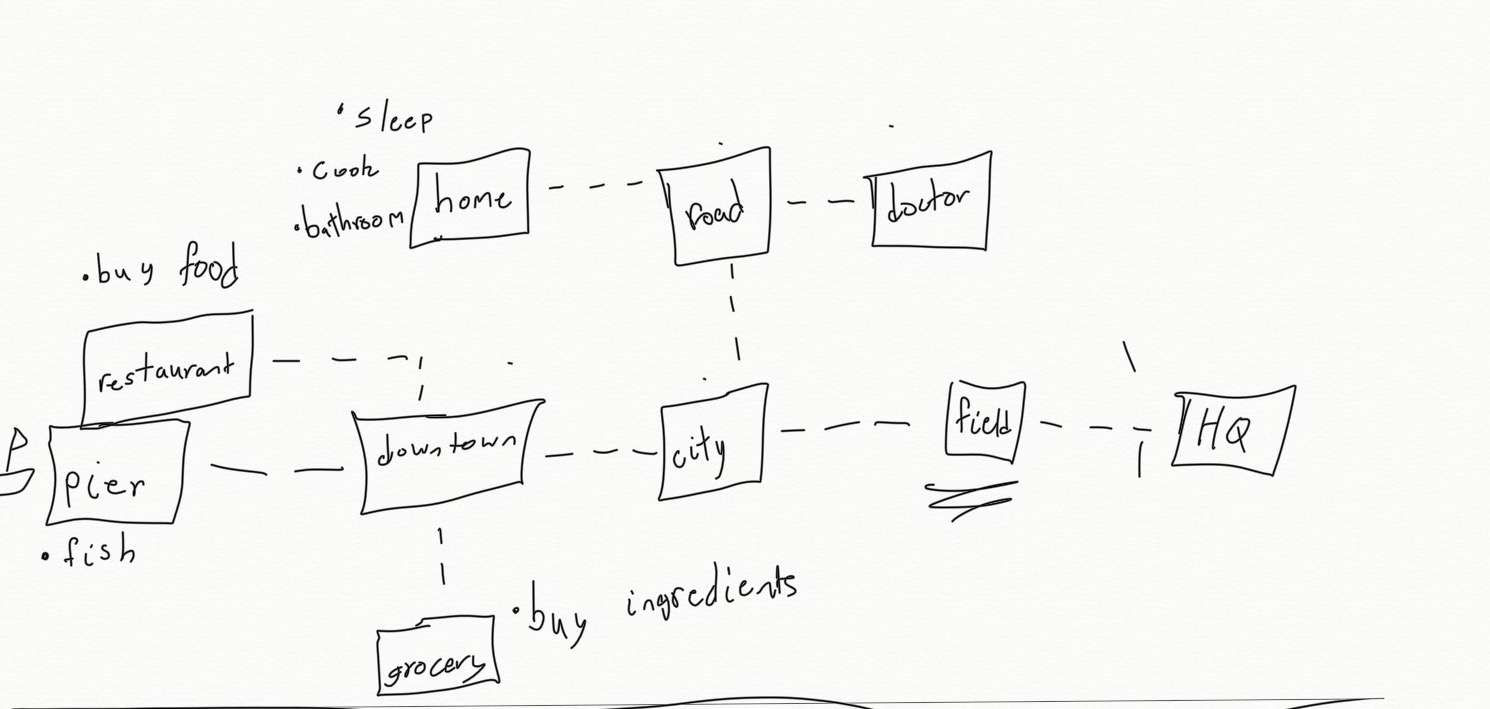 · sleep
· cook
· bathroom
home
road
doctor
· buy food
restaurant
downtown
city
field
HQ
pier
· fish
· buy ingredients
grocery